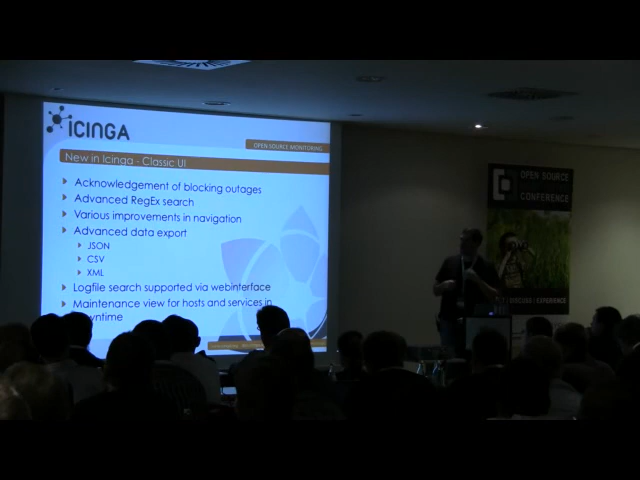 ICINGA
OPEN SOURCE MONITORING
New in Icinga - Classic UI
Acknowledgement of blocking outages
Advanced RegEx search
Various improvements in navigation
Advanced data export
JSON
CSV
XML
Logfile search supported via webinterface
Maintenance view for hosts and services in
OPEN SOURCE
CONFERENCE
EXPERIENCE